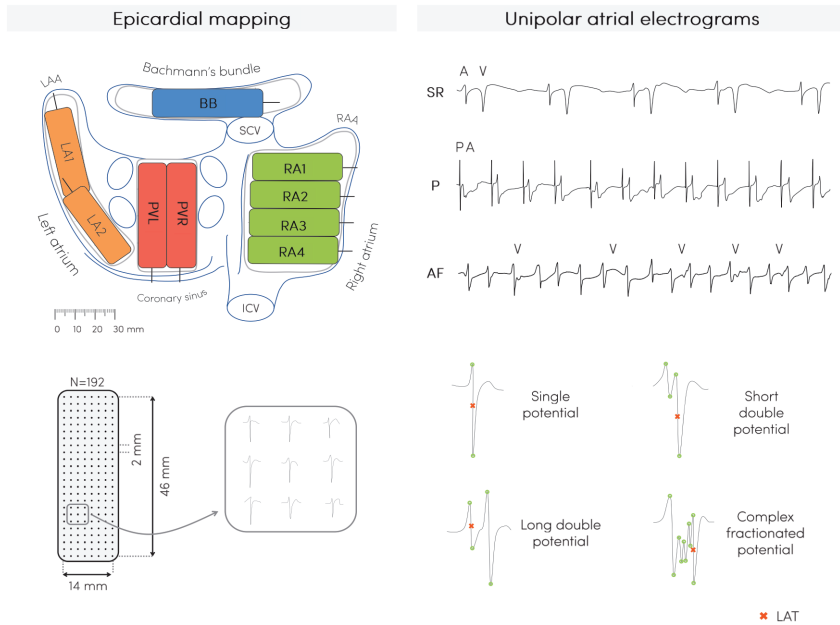 Epicardial mapping
Bachmann's bundle
LAA
BB
SCV
RA4
LA1
LA2
PVL
PVR
RA1
RA2
RA3
RA4
Left atrium
Right atrium
Coronary sinus
ICV
0 10 20 30 mm
N=192
2 mm
46 mm
14 mm
Unipolar atrial electrograms
A V
SR
P A
P
V V V V V
AF
Single
potential
Short
double
potential
Long double
potential
Complex
fractionated
potential
LAT